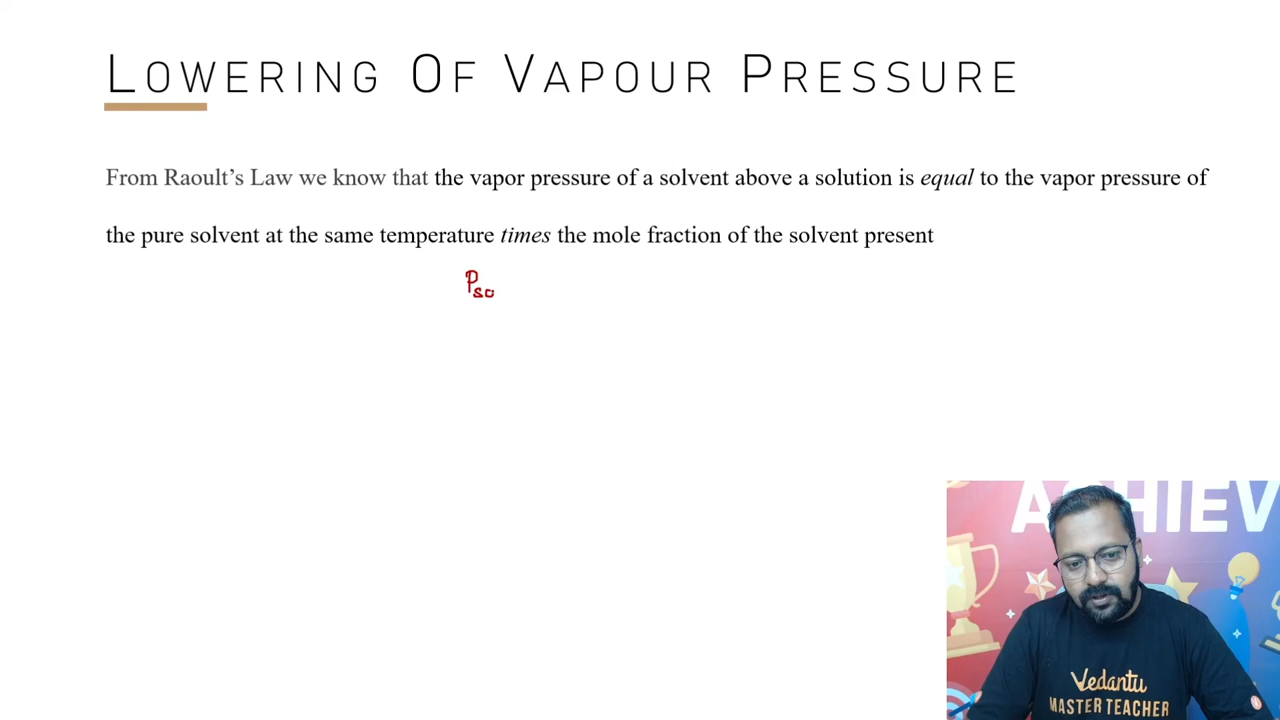 LOWERING OF VAPOUR PRESSURE
From Raoult’s Law we know that the vapor pressure of a solvent above a solution is equal to the vapor pressure of
the pure solvent at the same temperature times the mole fraction of the solvent present
Pso
ACHIEV
Vedantu
MASTER TEACHER